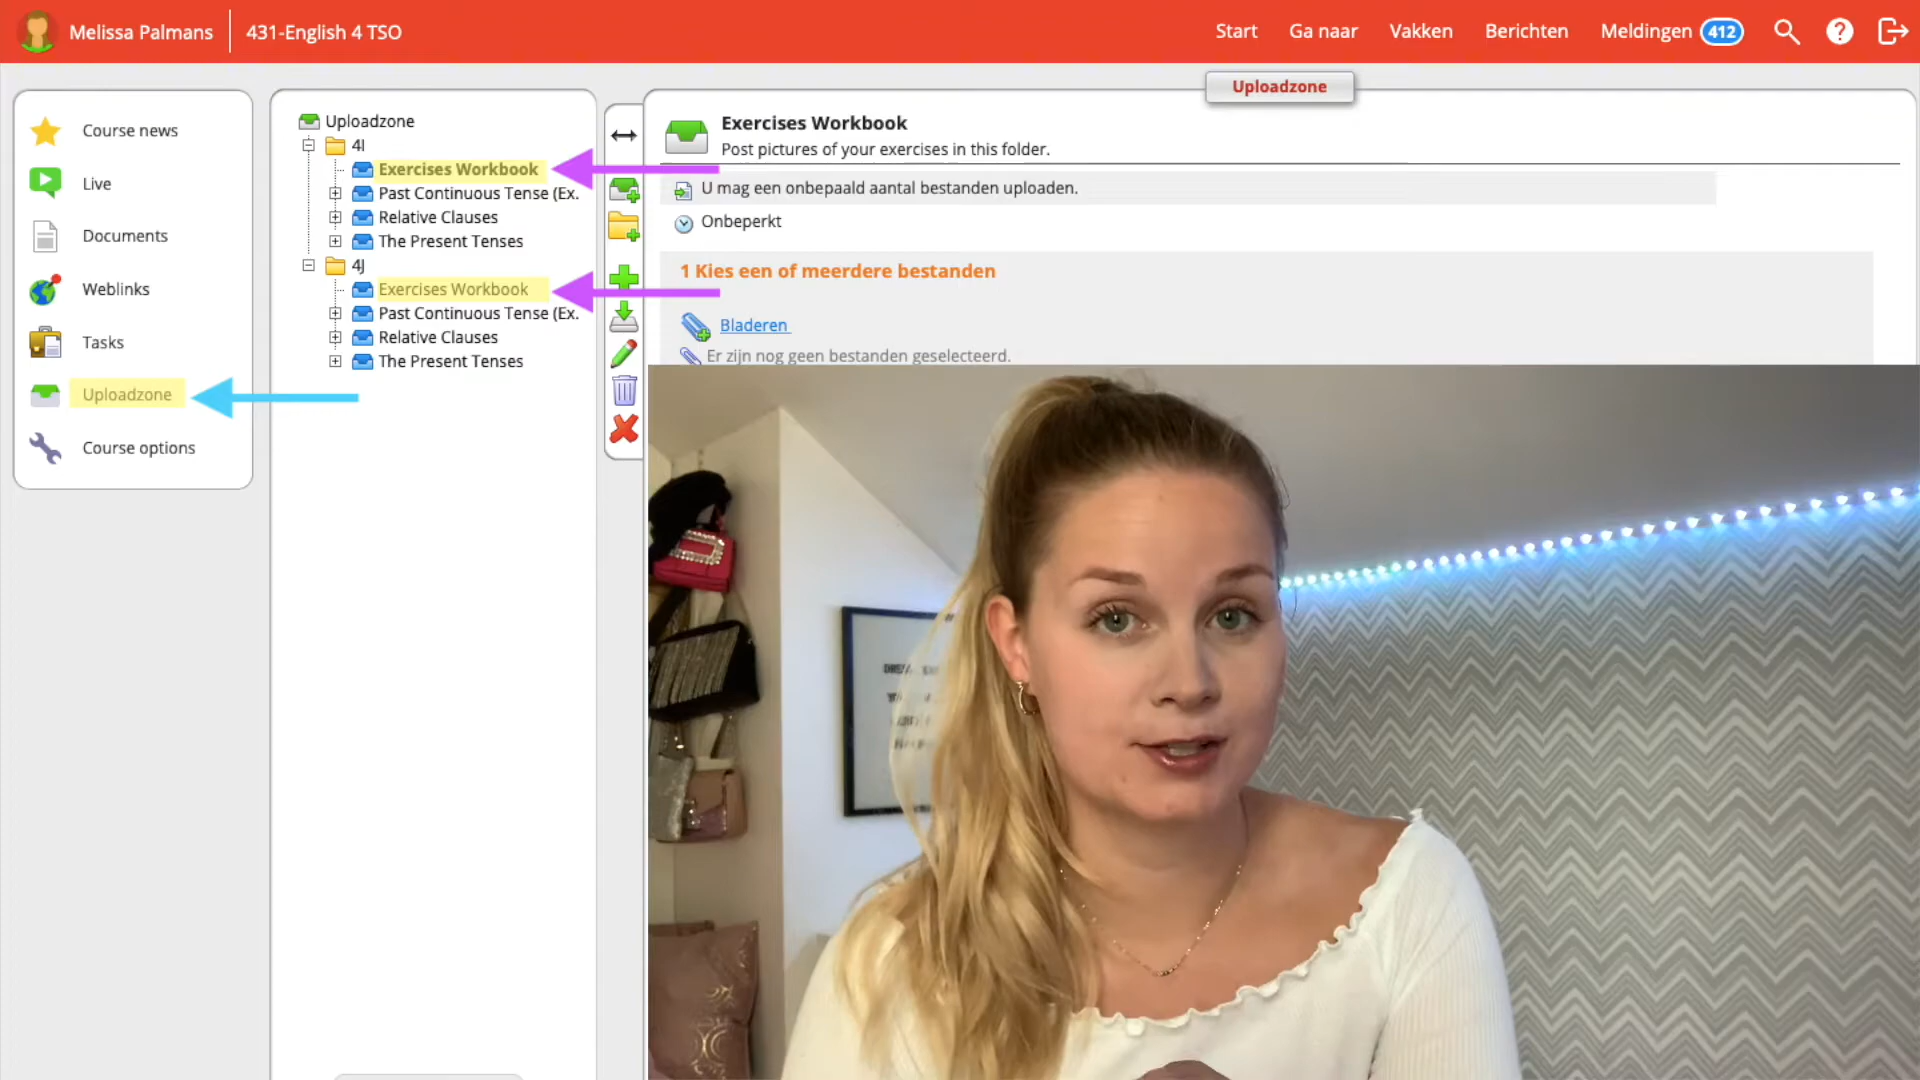 Melissa Palmans
431-English 4 TSO
Start
Ga naar
Vakken
Berichten
Meldingen
412
Uploadzone
Course news
Live
Documents
Weblinks
Tasks
Uploadzone
Course options
Uploadzone
4I
Exercises Workbook
Past Continuous Tense (Ex.
Relative Clauses
The Present Tenses
4J
Exercises Workbook
Past Continuous Tense (Ex.
Relative Clauses
The Present Tenses
Exercises Workbook
Post pictures of your exercises in this folder.
U mag een onbepaald aantal bestanden uploaden.
Onbeperkt
1 Kies een of meerdere bestanden
Bladeren
Er zijn nog geen bestanden geselecteerd.